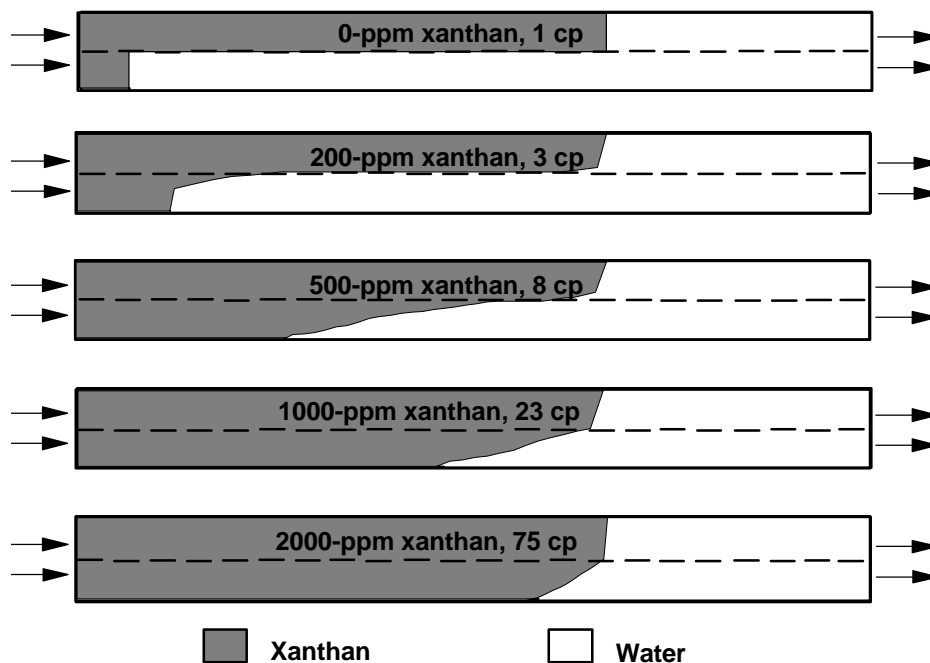 0-ppm xanthan, 1 cp
200-ppm xanthan, 3 cp
500-ppm xanthan, 8 cp
1000-ppm xanthan, 23 cp
2000-ppm xanthan, 75 cp
Xanthan Water